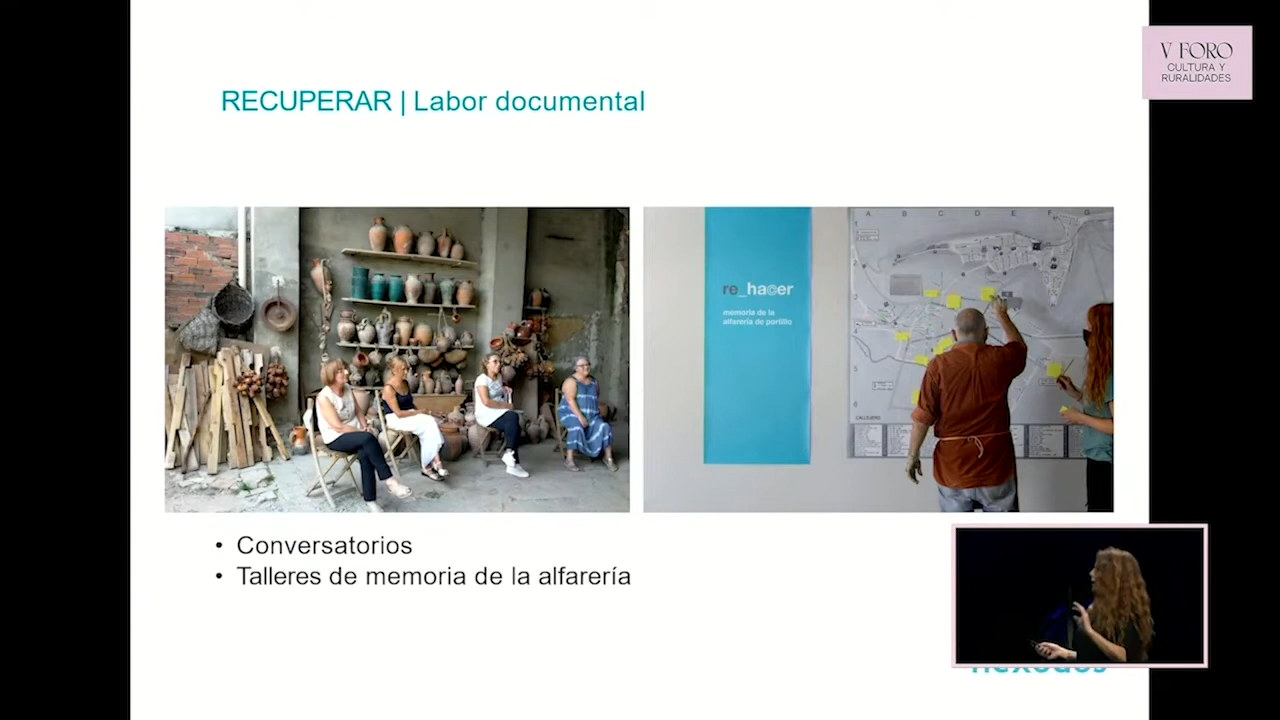 V FORO
CULTURA Y
RURALIDADES
RECUPERAR | Labor documental
re_hacer
memoria de la
alfarería de portillo
A B C D E F G
CALLEJERO
• Conversatorios
• Talleres de memoria de la alfarería